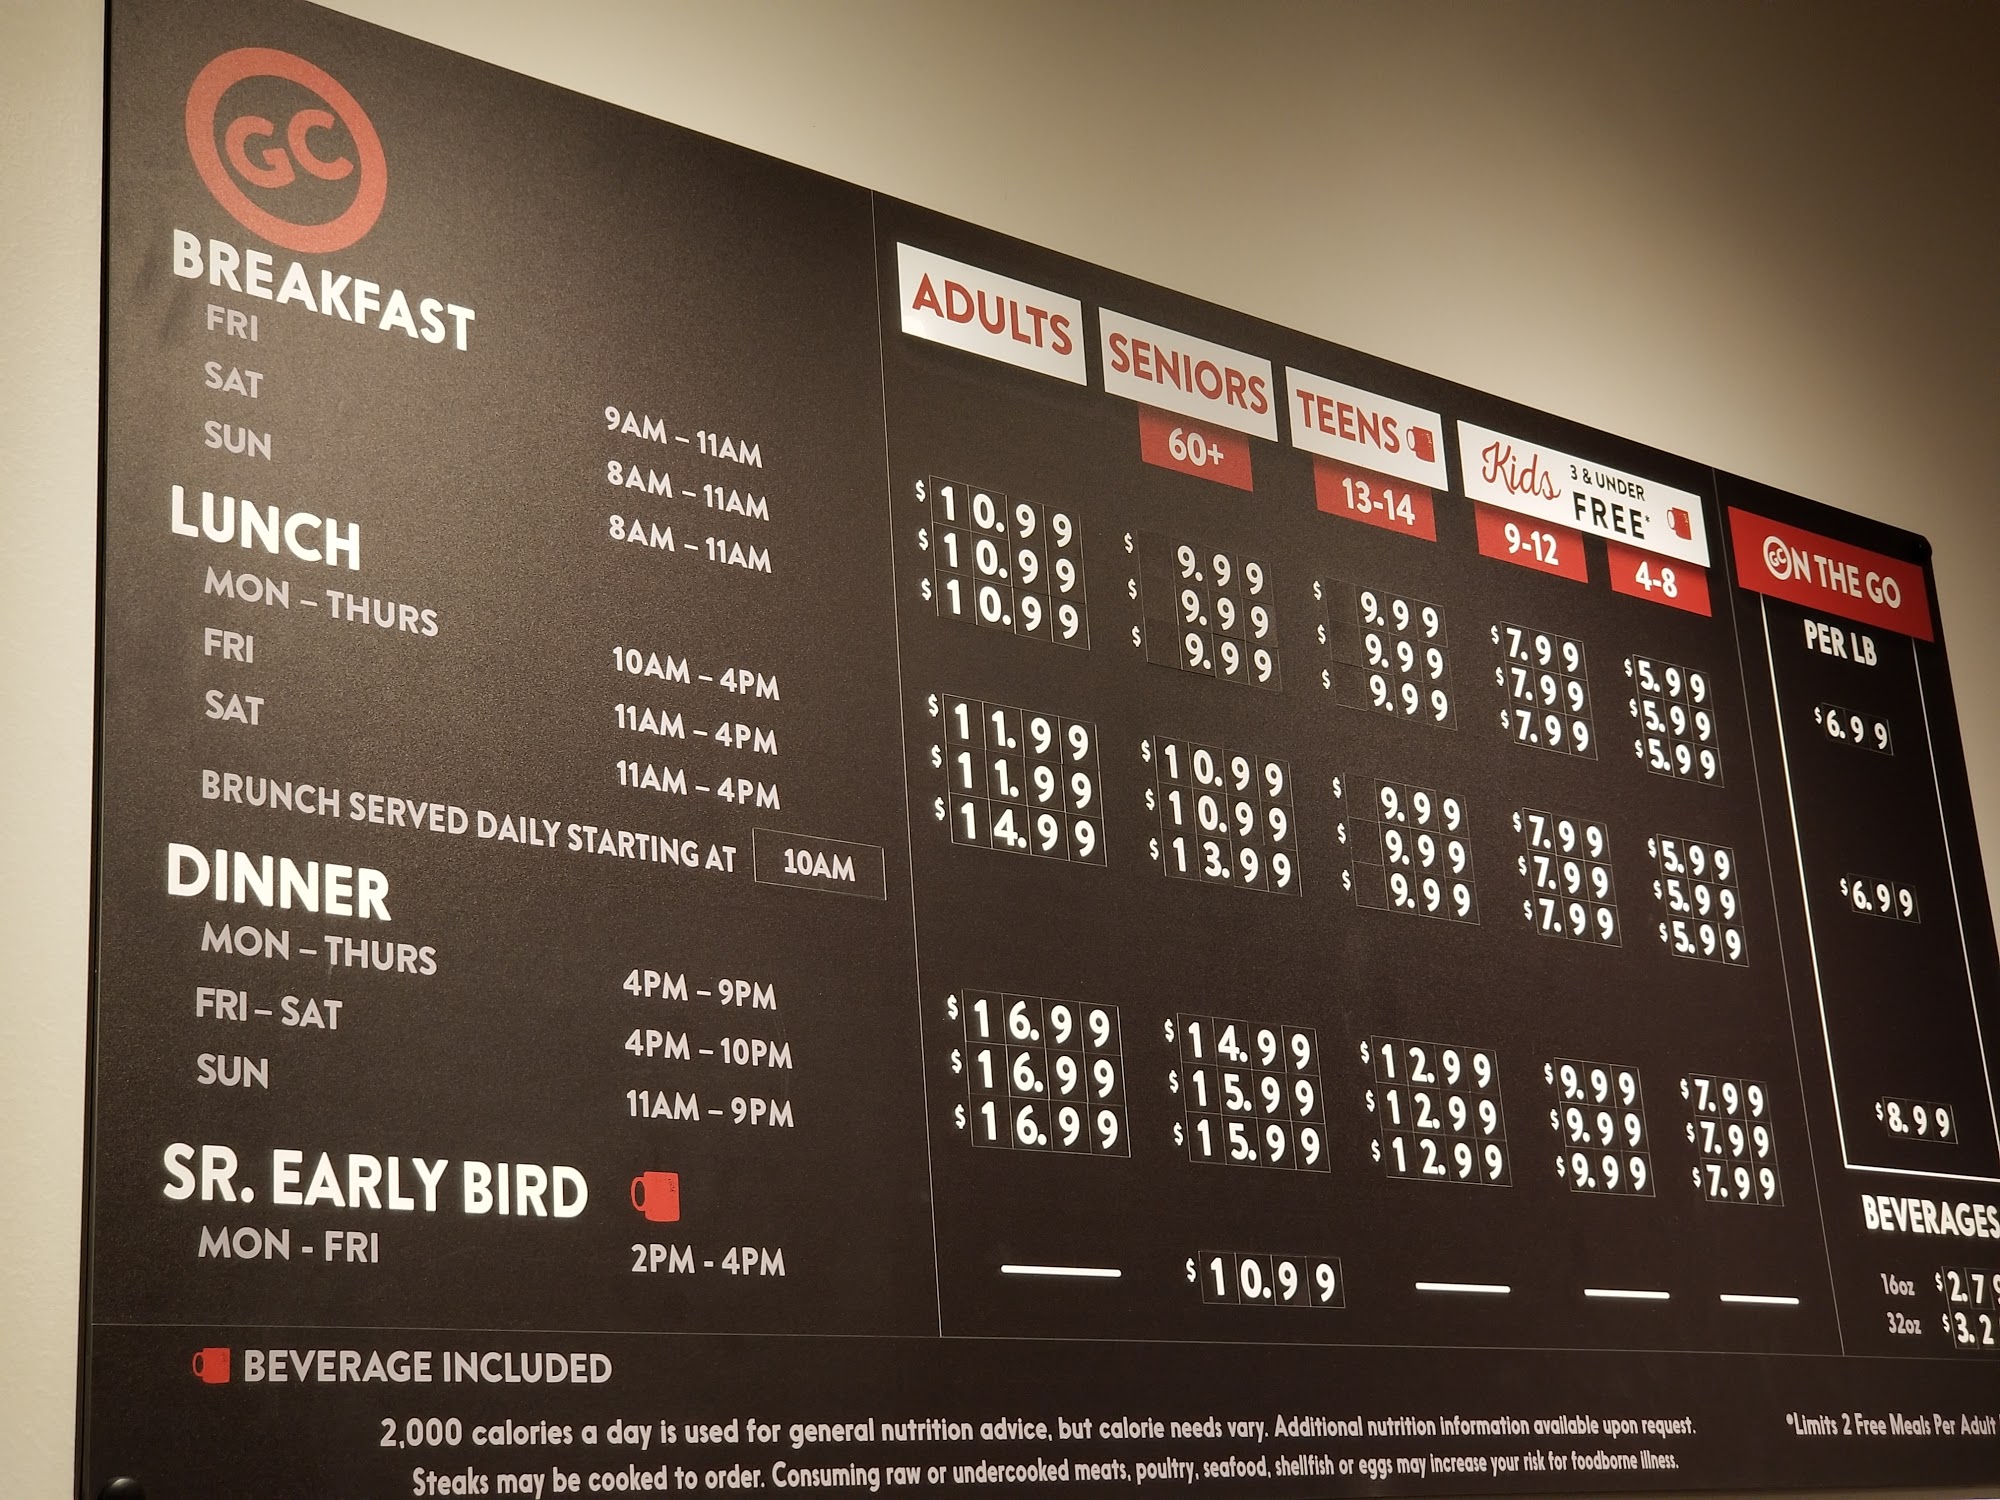 GC
BREAKFAST
FRI 9AM – 11AM $10.99 $9.99 $9.99 $7.99 $5.99
SAT 8AM – 11AM $10.99 $9.99 $9.99 $7.99 $5.99
SUN 8AM – 11AM $10.99 $9.99 $9.99 $7.99 $5.99
LUNCH
MON – THURS 10AM – 4PM $11.99 $10.99 $9.99 $7.99 $5.99
FRI 11AM – 4PM $11.99 $10.99 $9.99 $7.99 $5.99
SAT 11AM – 4PM $14.99 $13.99 $9.99 $7.99 $5.99
BRUNCH SERVED DAILY STARTING AT 10AM
DINNER
MON – THURS 4PM – 9PM $16.99 $14.99 $12.99 $9.99 $7.99
FRI – SAT 4PM – 10PM $16.99 $15.99 $12.99 $9.99 $7.99
SUN 11AM – 9PM $16.99 $15.99 $12.99 $9.99 $7.99
SR. EARLY BIRD
MON - FRI 2PM - 4PM $10.99
ADULTS
SENIORS
60+
TEENS
13-14
Kids 3 & UNDER
FREE*
9-12 4-8
GC ON THE GO
PER LB
$6.99
$6.99
$8.99
BEVERAGES
16oz $2.79
32oz $3.2
BEVERAGE INCLUDED
2,000 calories a day is used for general nutrition advice, but calorie needs vary. Additional nutrition information available upon request.
*Limits 2 Free Meals Per Adult
Steaks may be cooked to order. Consuming raw or undercooked meats, poultry, seafood, shellfish or eggs may increase your risk for foodborne illness.